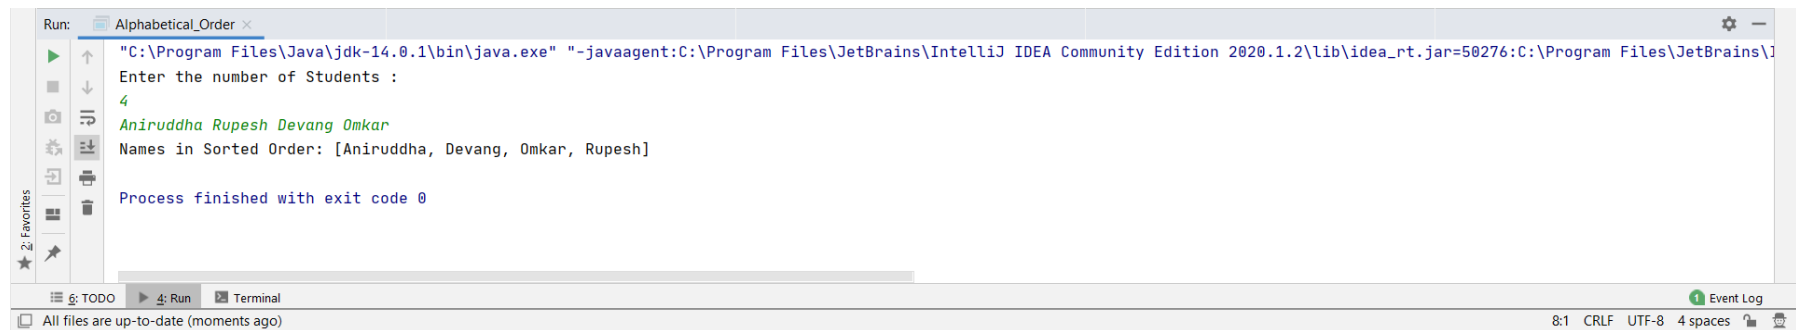 Run: Alphabetical_Order
"C:\Program Files\Java\jdk-14.0.1\bin\java.exe" "-javaagent:C:\Program Files\JetBrains\IntelliJ IDEA Community Edition 2020.1.2\lib\idea_rt.jar=50276:C:\Program Files\JetBrains\
Enter the number of Students :
4
Aniruddha Rupesh Devang Omkar
Names in Sorted Order: [Aniruddha, Devang, Omkar, Rupesh]
Process finished with exit code 0
2: Favorites
6: TODO 4: Run Terminal 1 Event Log
All files are up-to-date (moments ago) 8:1 CRLF UTF-8 4 spaces